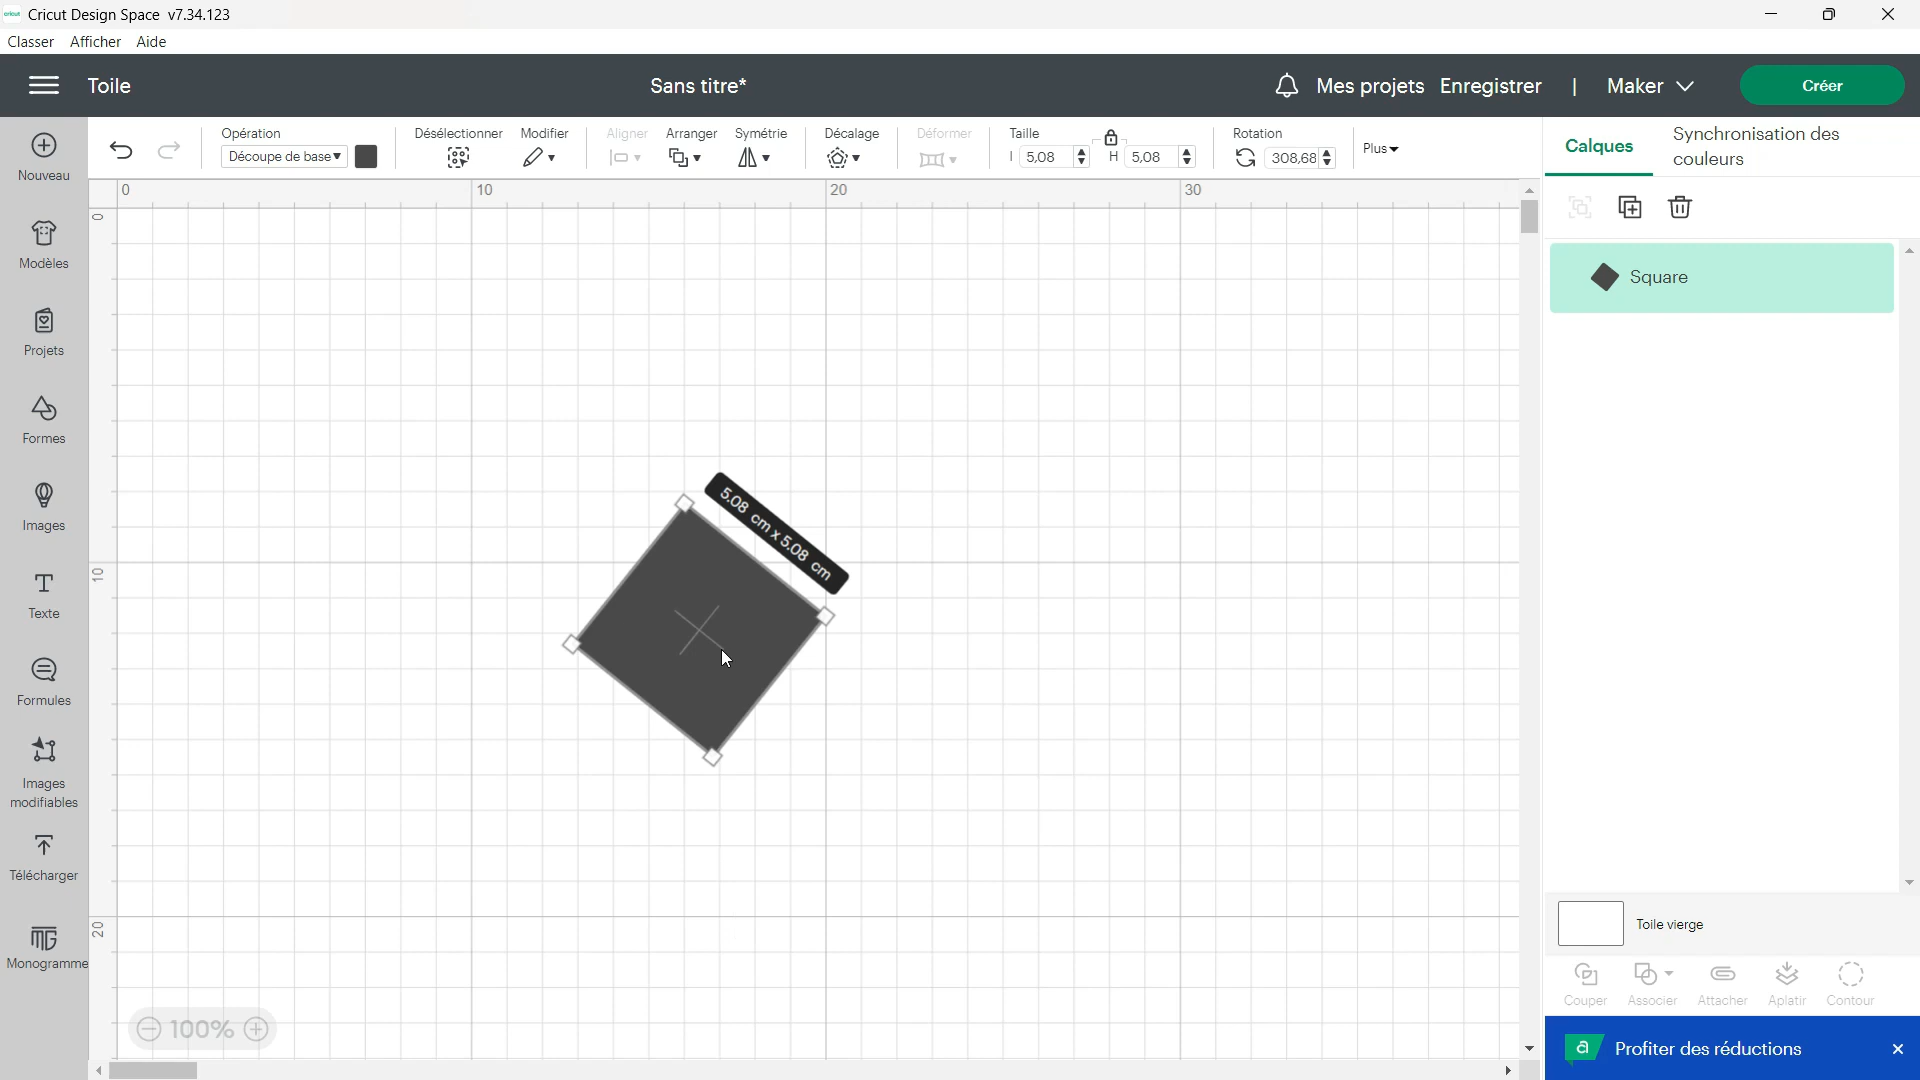 cricut Cricut Design Space v7.34.123
Classer Afficher Aide
Toile Sans titre* Mes projets Enregistrer | Maker Créer
Nouveau
Modèles
Projets
Formes
Images
Texte
Formules
Images
modifiables
Télécharger
Monogramme
Opération Désélectionner Modifier Aligner Arranger Symétrie Décalage Déformer Taille Rotation
Découpe de base I 5,08 H 5,08 308,68 Plus
0 10 20 30
0
10
20
5.08 cm x 5.08 cm
100%
Calques
Synchronisation des
couleurs
Square
Toile vierge
Couper Associer Attacher Aplatir Contour
a Profiter des réductions